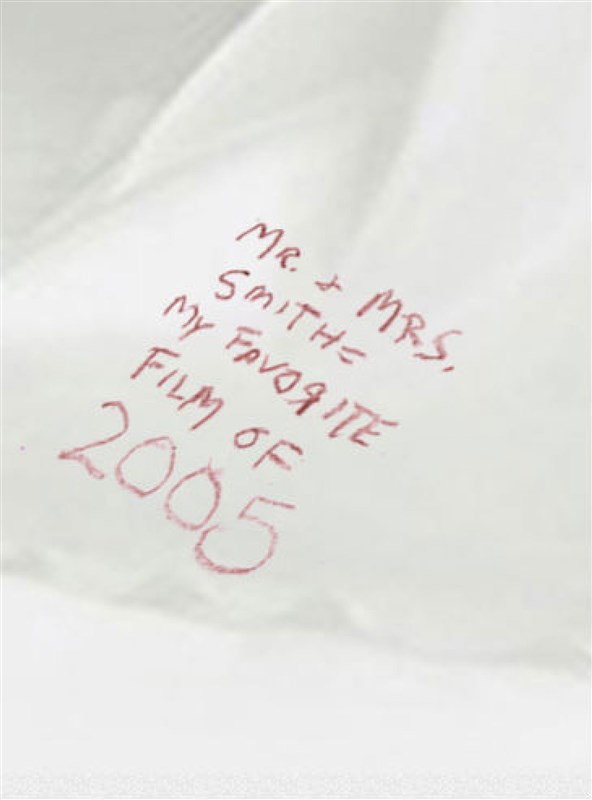 MR. + MRS.
SMITH =
MY FAVORITE
FILM OF
2005